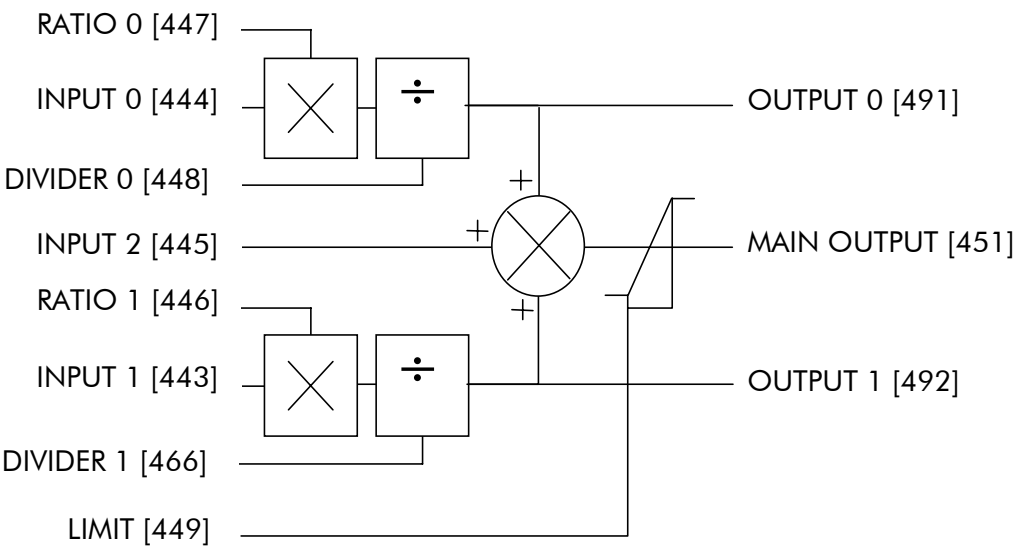 RATIO 0 [447]
INPUT 0 [444]
OUTPUT 0 [491]
DIVIDER 0 [448]
INPUT 2 [445]
MAIN OUTPUT [451]
RATIO 1 [446]
INPUT 1 [443]
OUTPUT 1 [492]
DIVIDER 1 [466]
LIMIT [449]